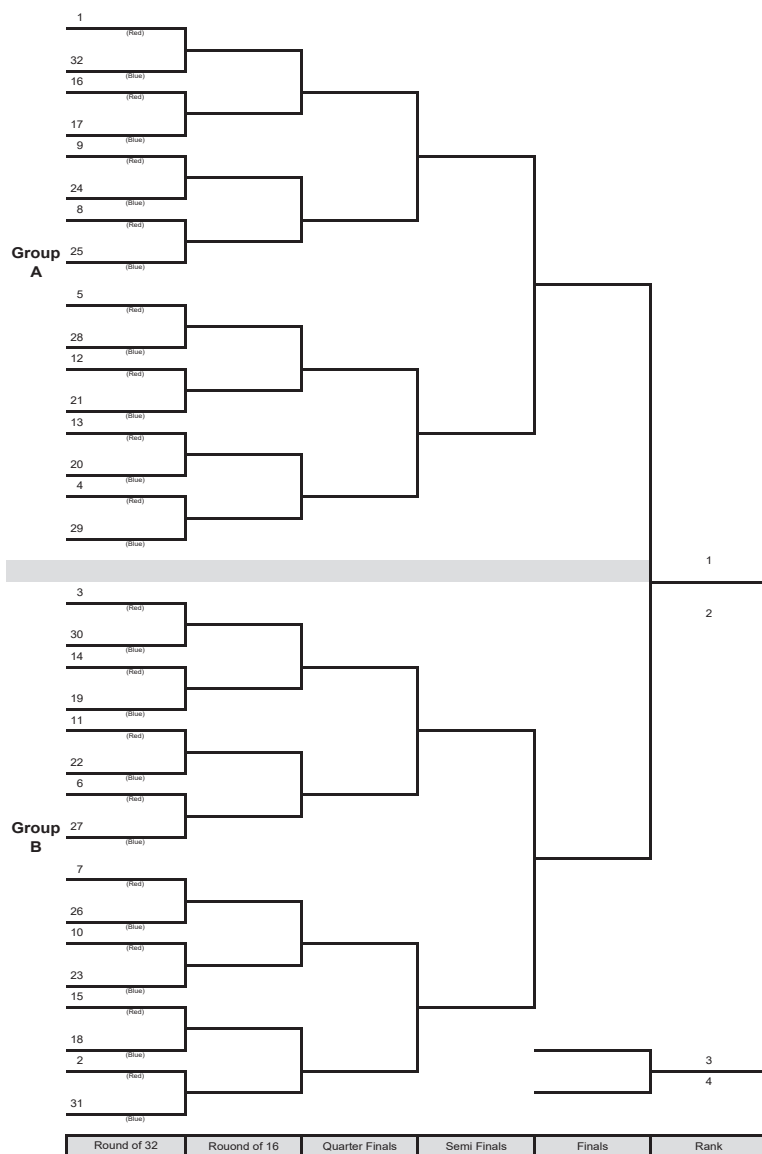 1
(Red)
32
(Blue)
16
(Red)
17
(Blue)
9
(Red)
24
(Blue)
8
(Red)
Group
A
25
(Blue)
5
(Red)
28
(Blue)
12
(Red)
21
(Blue)
13
(Red)
20
(Blue)
4
(Red)
29
(Blue)
1
2
3
(Red)
30
(Blue)
14
(Red)
19
(Blue)
11
(Red)
22
(Blue)
6
(Red)
Group
B
27
(Blue)
7
(Red)
26
(Blue)
10
(Red)
23
(Blue)
15
(Red)
18
(Blue)
2
(Red)
31
(Blue)
3
4
Round of 32 Rouond of 16 Quarter Finals Semi Finals Finals Rank